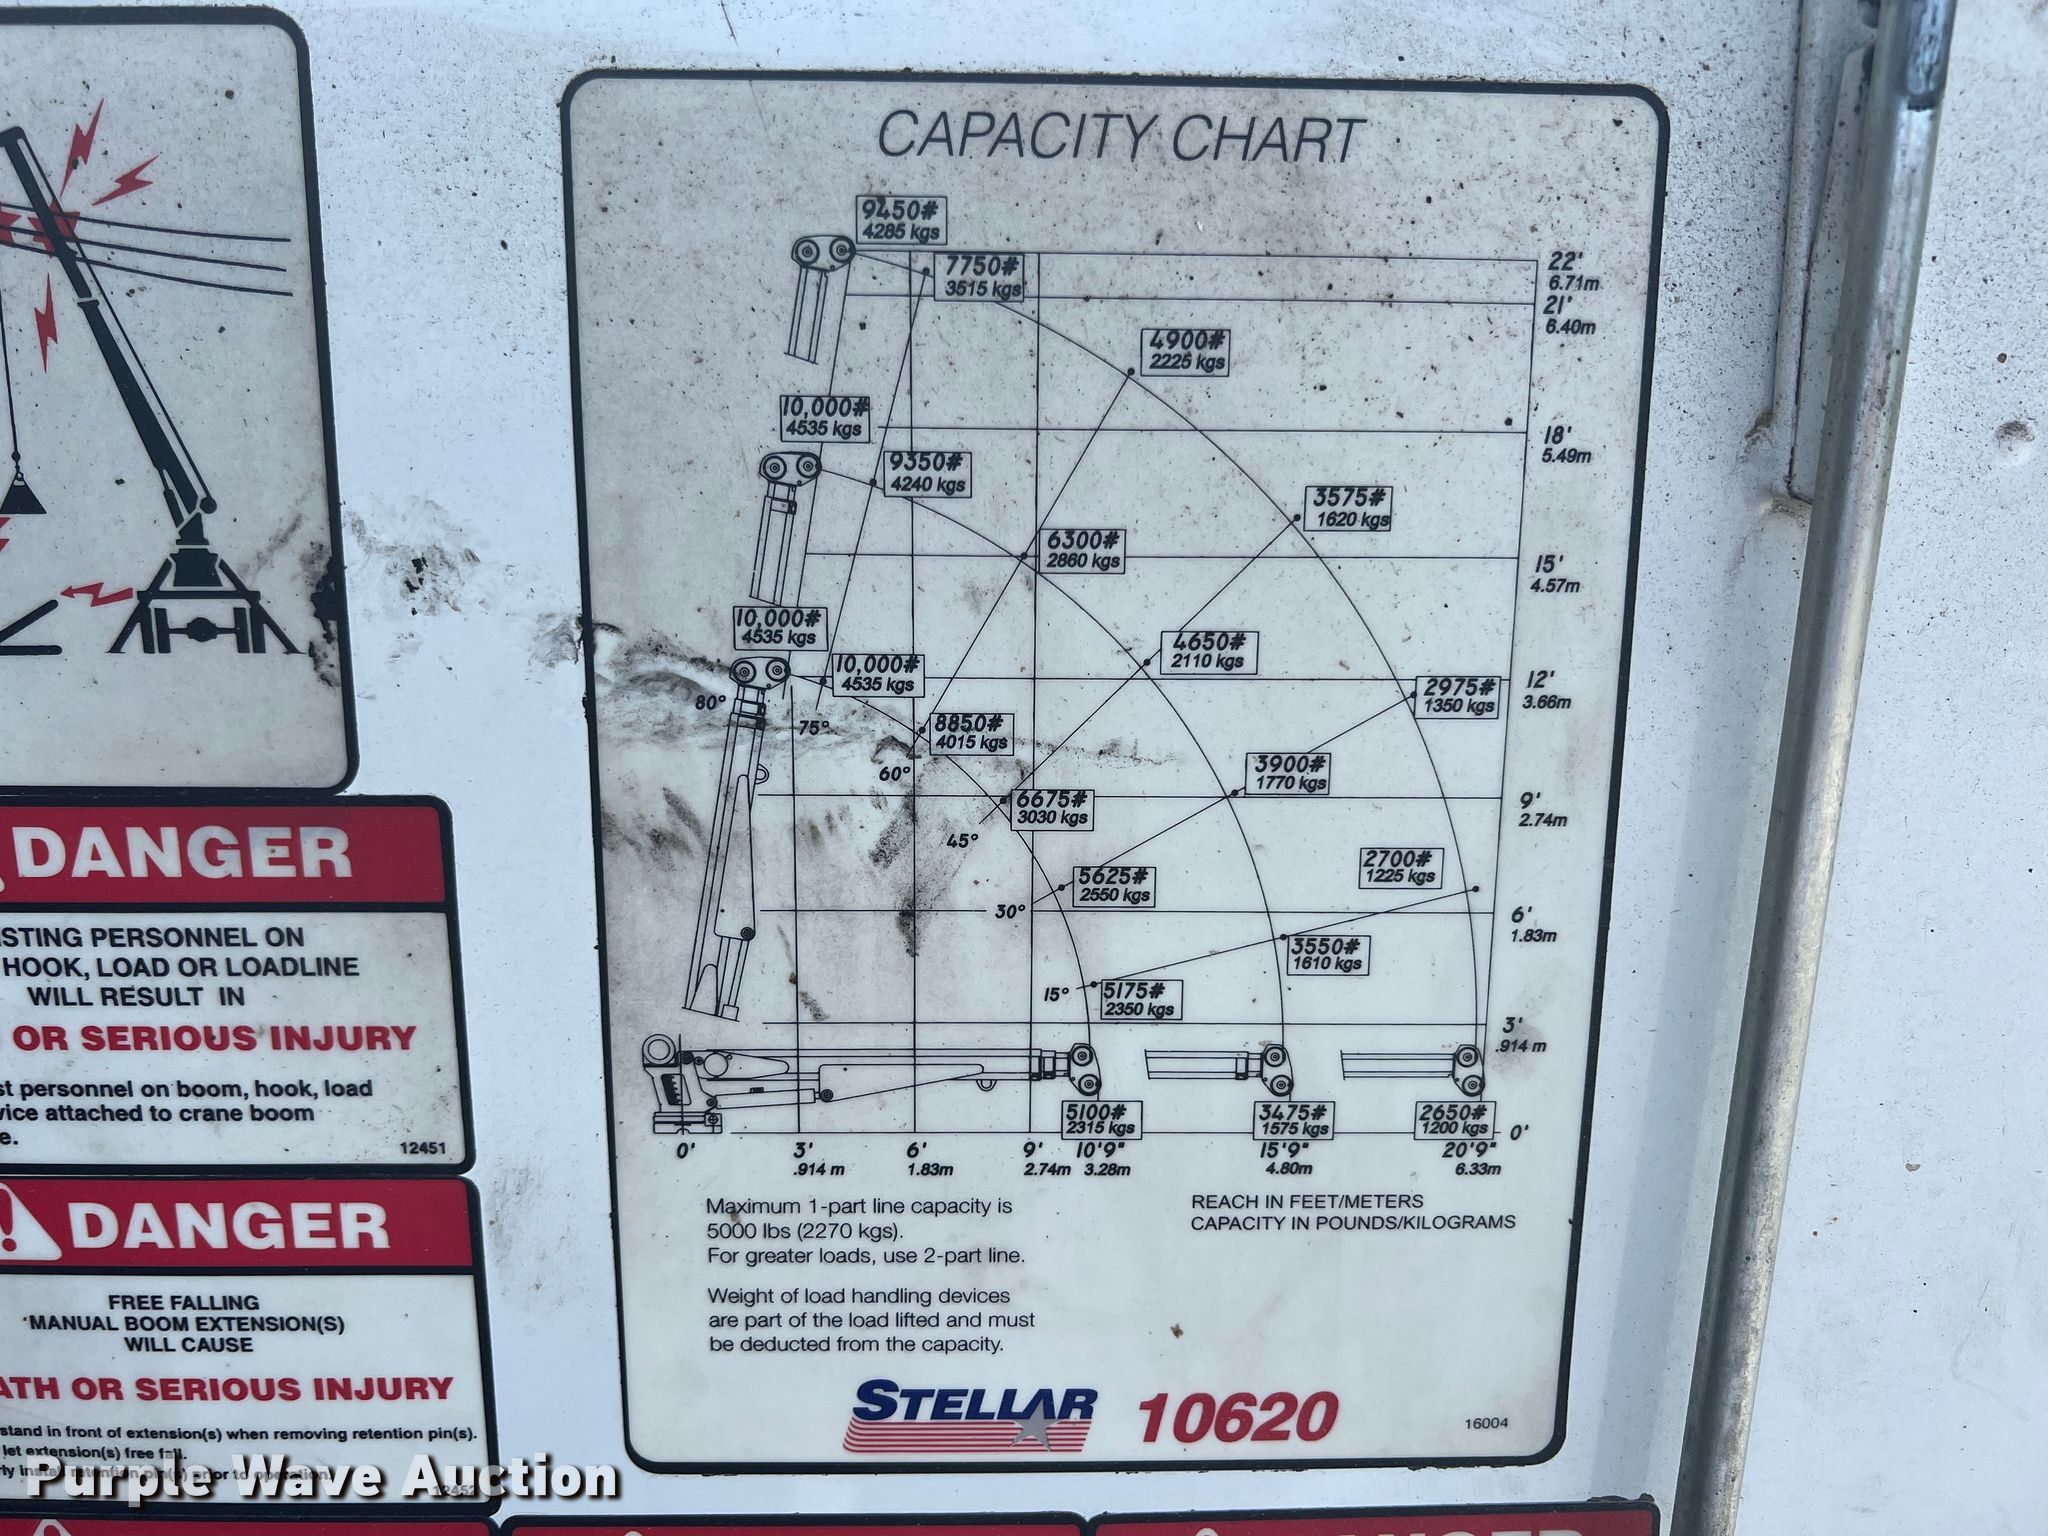 CAPACITY CHART
9450#
4285 kgs
7750#
3515 kgs
22'
6.71m
21'
6.40m
4900#
2225 kgs
10,000#
4535 kgs
18'
5.49m
9350#
4240 kgs
3575#
1620 kgs
6300#
2860 kgs
15'
4.57m
10,000#
4535 kgs
4650#
2110 kgs
10,000#
4535 kgs
12'
3.66m
2975#
1350 kgs
80°
75°
8850#
4015 kgs
60°
3900#
1770 kgs
6675#
3030 kgs
9'
2.74m
45°
2700#
1225 kgs
5625#
2550 kgs
30°
6'
1.83m
3550#
1610 kgs
15°
5175#
2350 kgs
3'
.914 m
5100#
2315 kgs
3475#
1575 kgs
2650#
1200 kgs
0'
0' 3' 6' 9' 10'9" 15'9" 20'9"
.914 m 1.83m 2.74m 3.28m 4.80m 6.33m
Maximum 1-part line capacity is
5000 lbs (2270 kgs).
For greater loads, use 2-part line.
REACH IN FEET/METERS
CAPACITY IN POUNDS/KILOGRAMS
Weight of load handling devices
are part of the load lifted and must
be deducted from the capacity.
STELLAR 10620
16004
DANGER
PERSONNEL ON
HOOK, LOAD OR LOADLINE
WILL RESULT IN
OR SERIOUS INJURY
personnel on boom, hook, load
attached to crane boom
12451
DANGER
FREE FALLING
MANUAL BOOM EXTENSION(S)
WILL CAUSE
OR SERIOUS INJURY
stand in front of extension(s) when removing retention pin(s).
let extension(s) free fall.
install retention pin(s) prior to operation.
12452
Purple Wave Auction